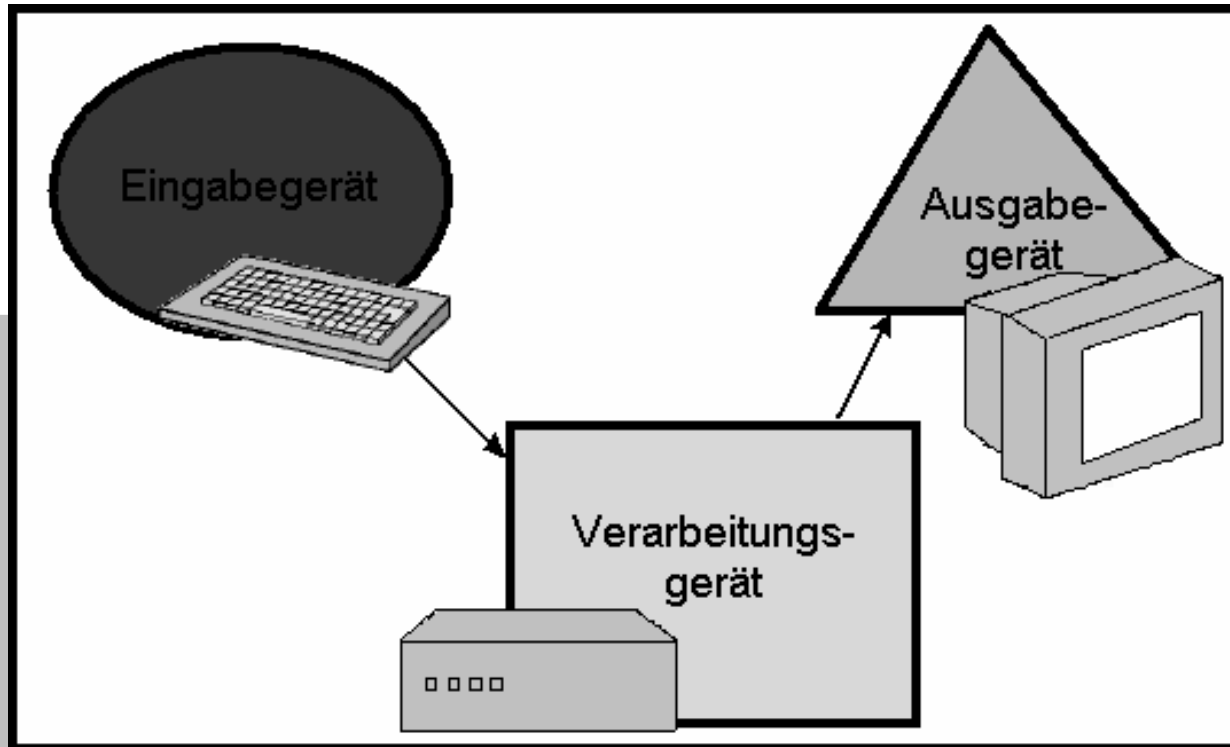 Eingabegerät
Ausgabe-
gerät
Verarbeitungs-
gerät